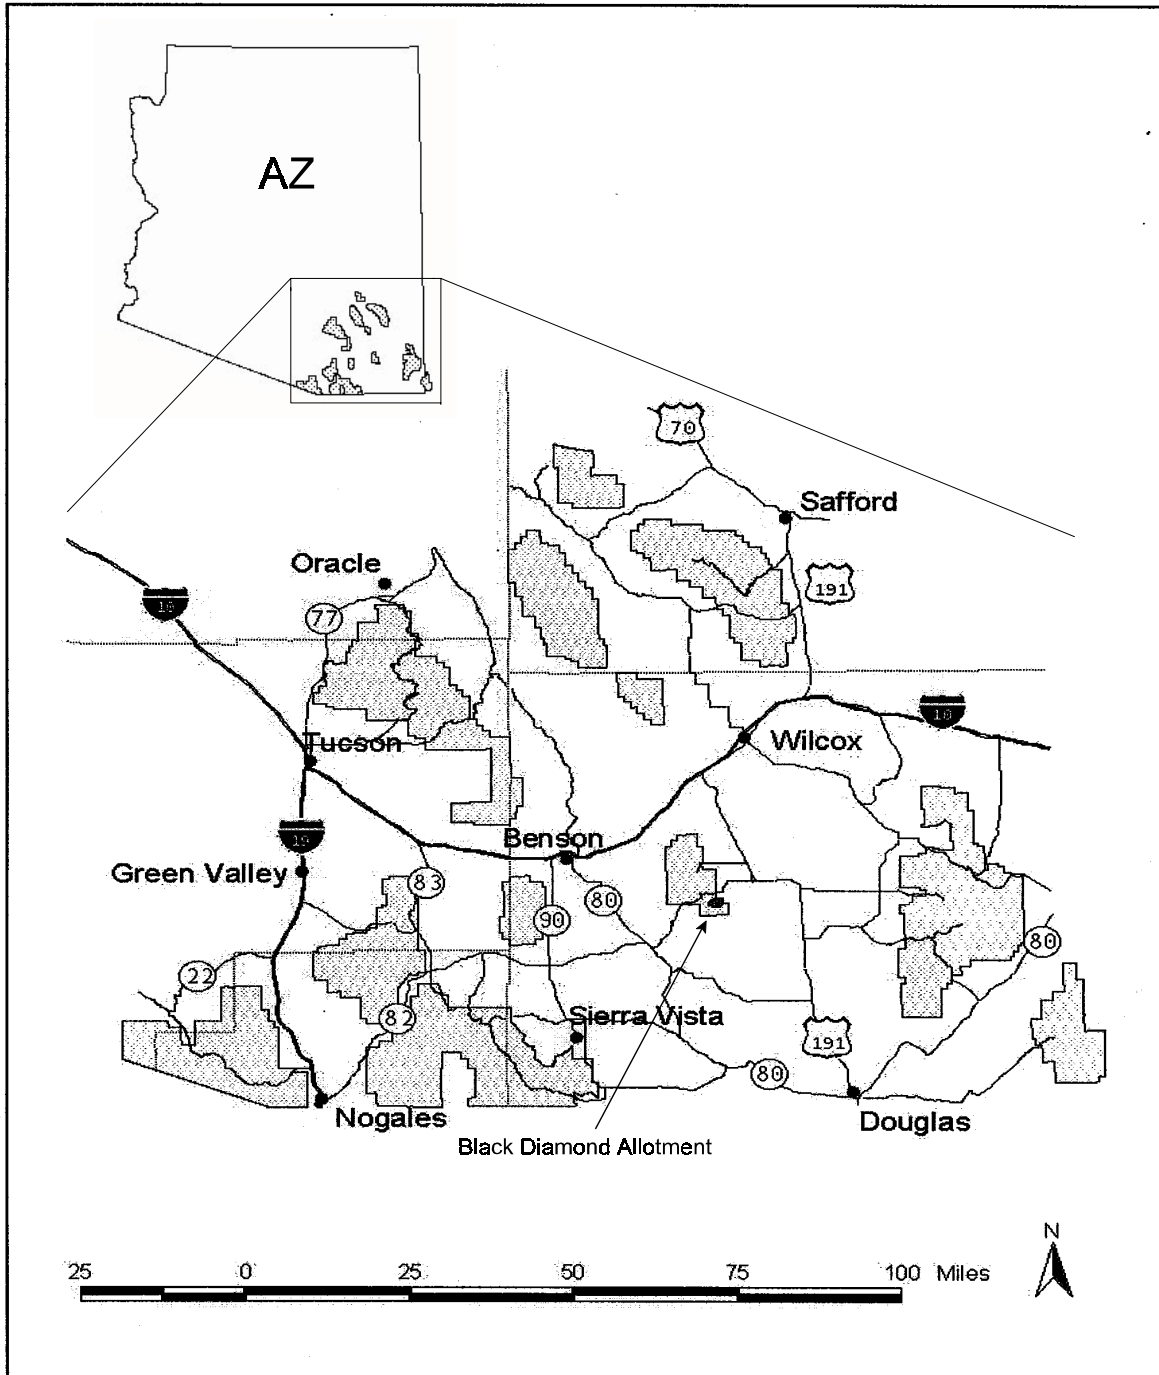 AZ
70
Safford
Oracle
191
10
77
10
Tucson
Wilcox
19
Benson
Green Valley
83
80
90
80
22
82
Sierra Vista
191
80
Nogales
Douglas
Black Diamond Allotment
N
25 0 25 50 75 100 Miles